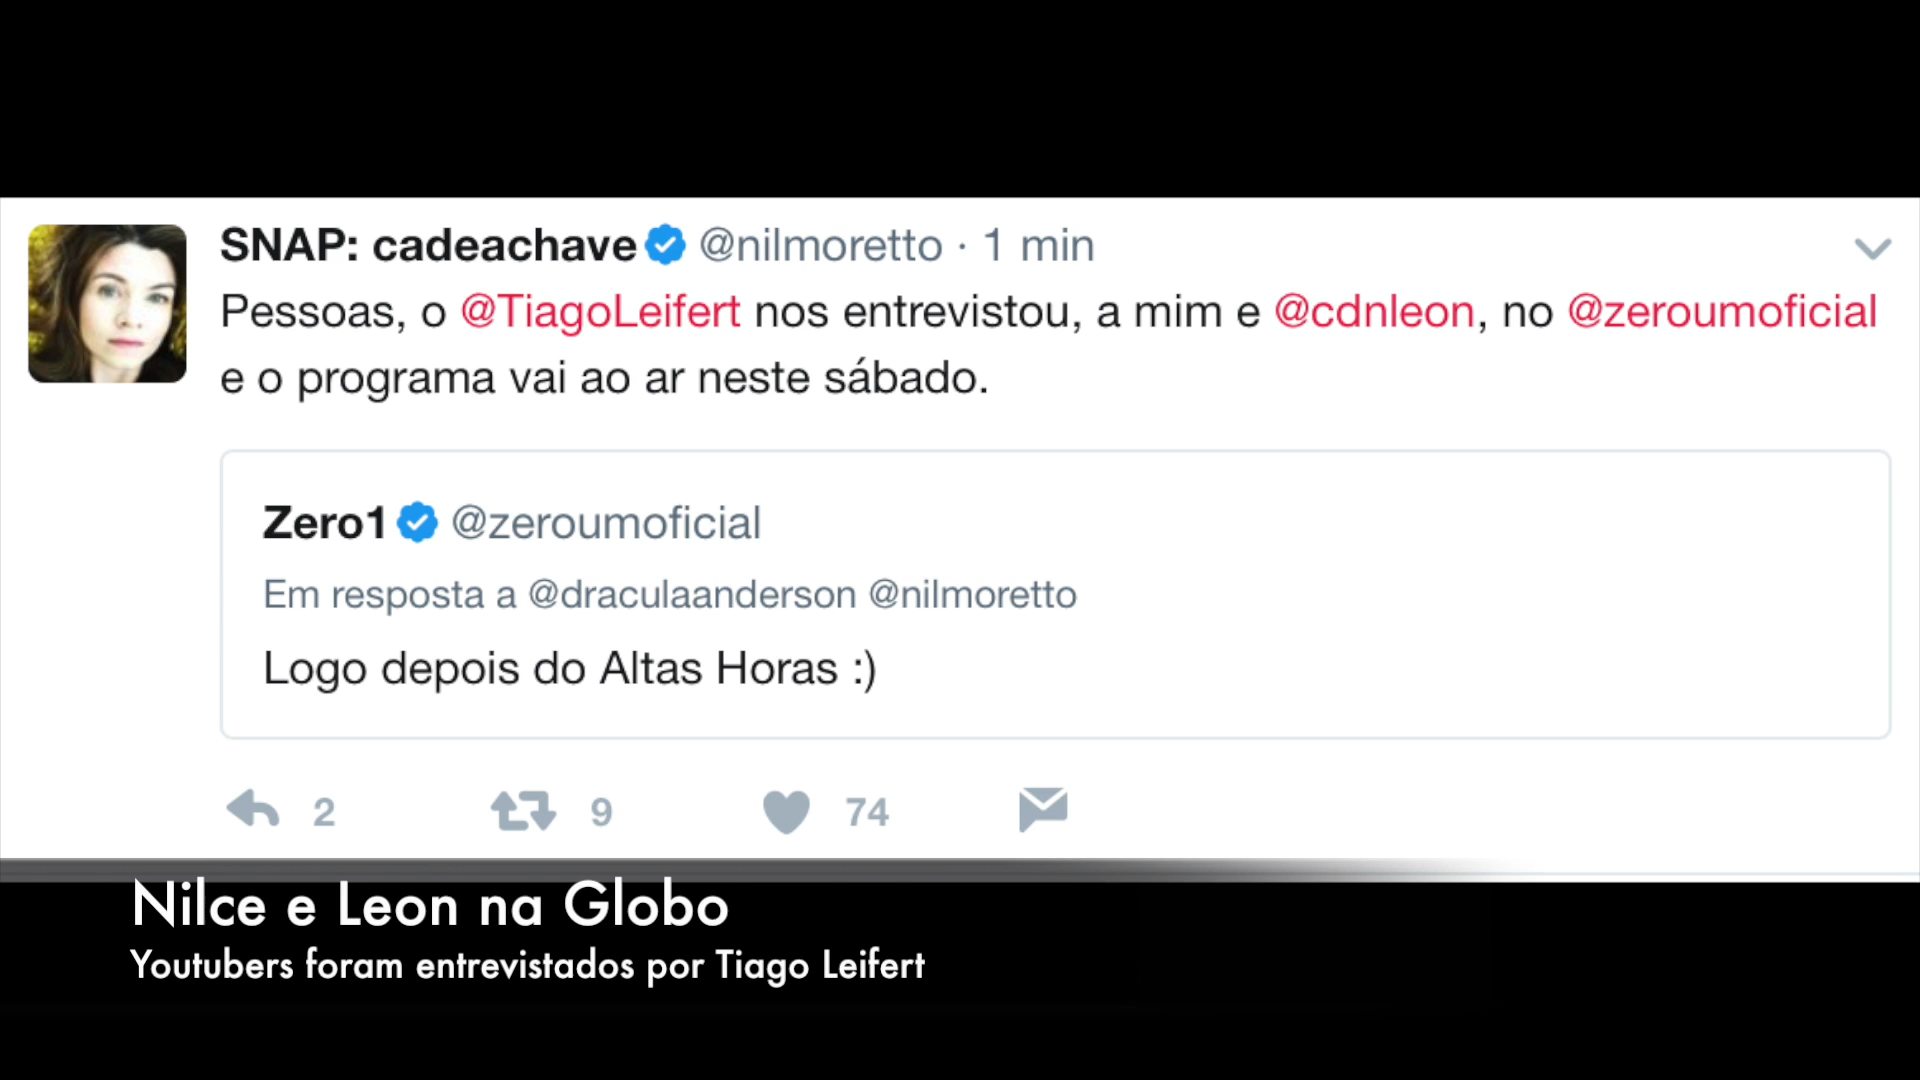 SNAP: cadeachave @nilmoretto · 1 min
Pessoas, o @TiagoLeifert nos entrevistou, a mim e @cdnleon, no @zeroumoficial
e o programa vai ao ar neste sábado.
Zero1 @zeroumoficial
Em resposta a @draculaanderson @nilmoretto
Logo depois do Altas Horas :)
2 9 74
Nilce e Leon na Globo
Youtubers foram entrevistados por Tiago Leifert